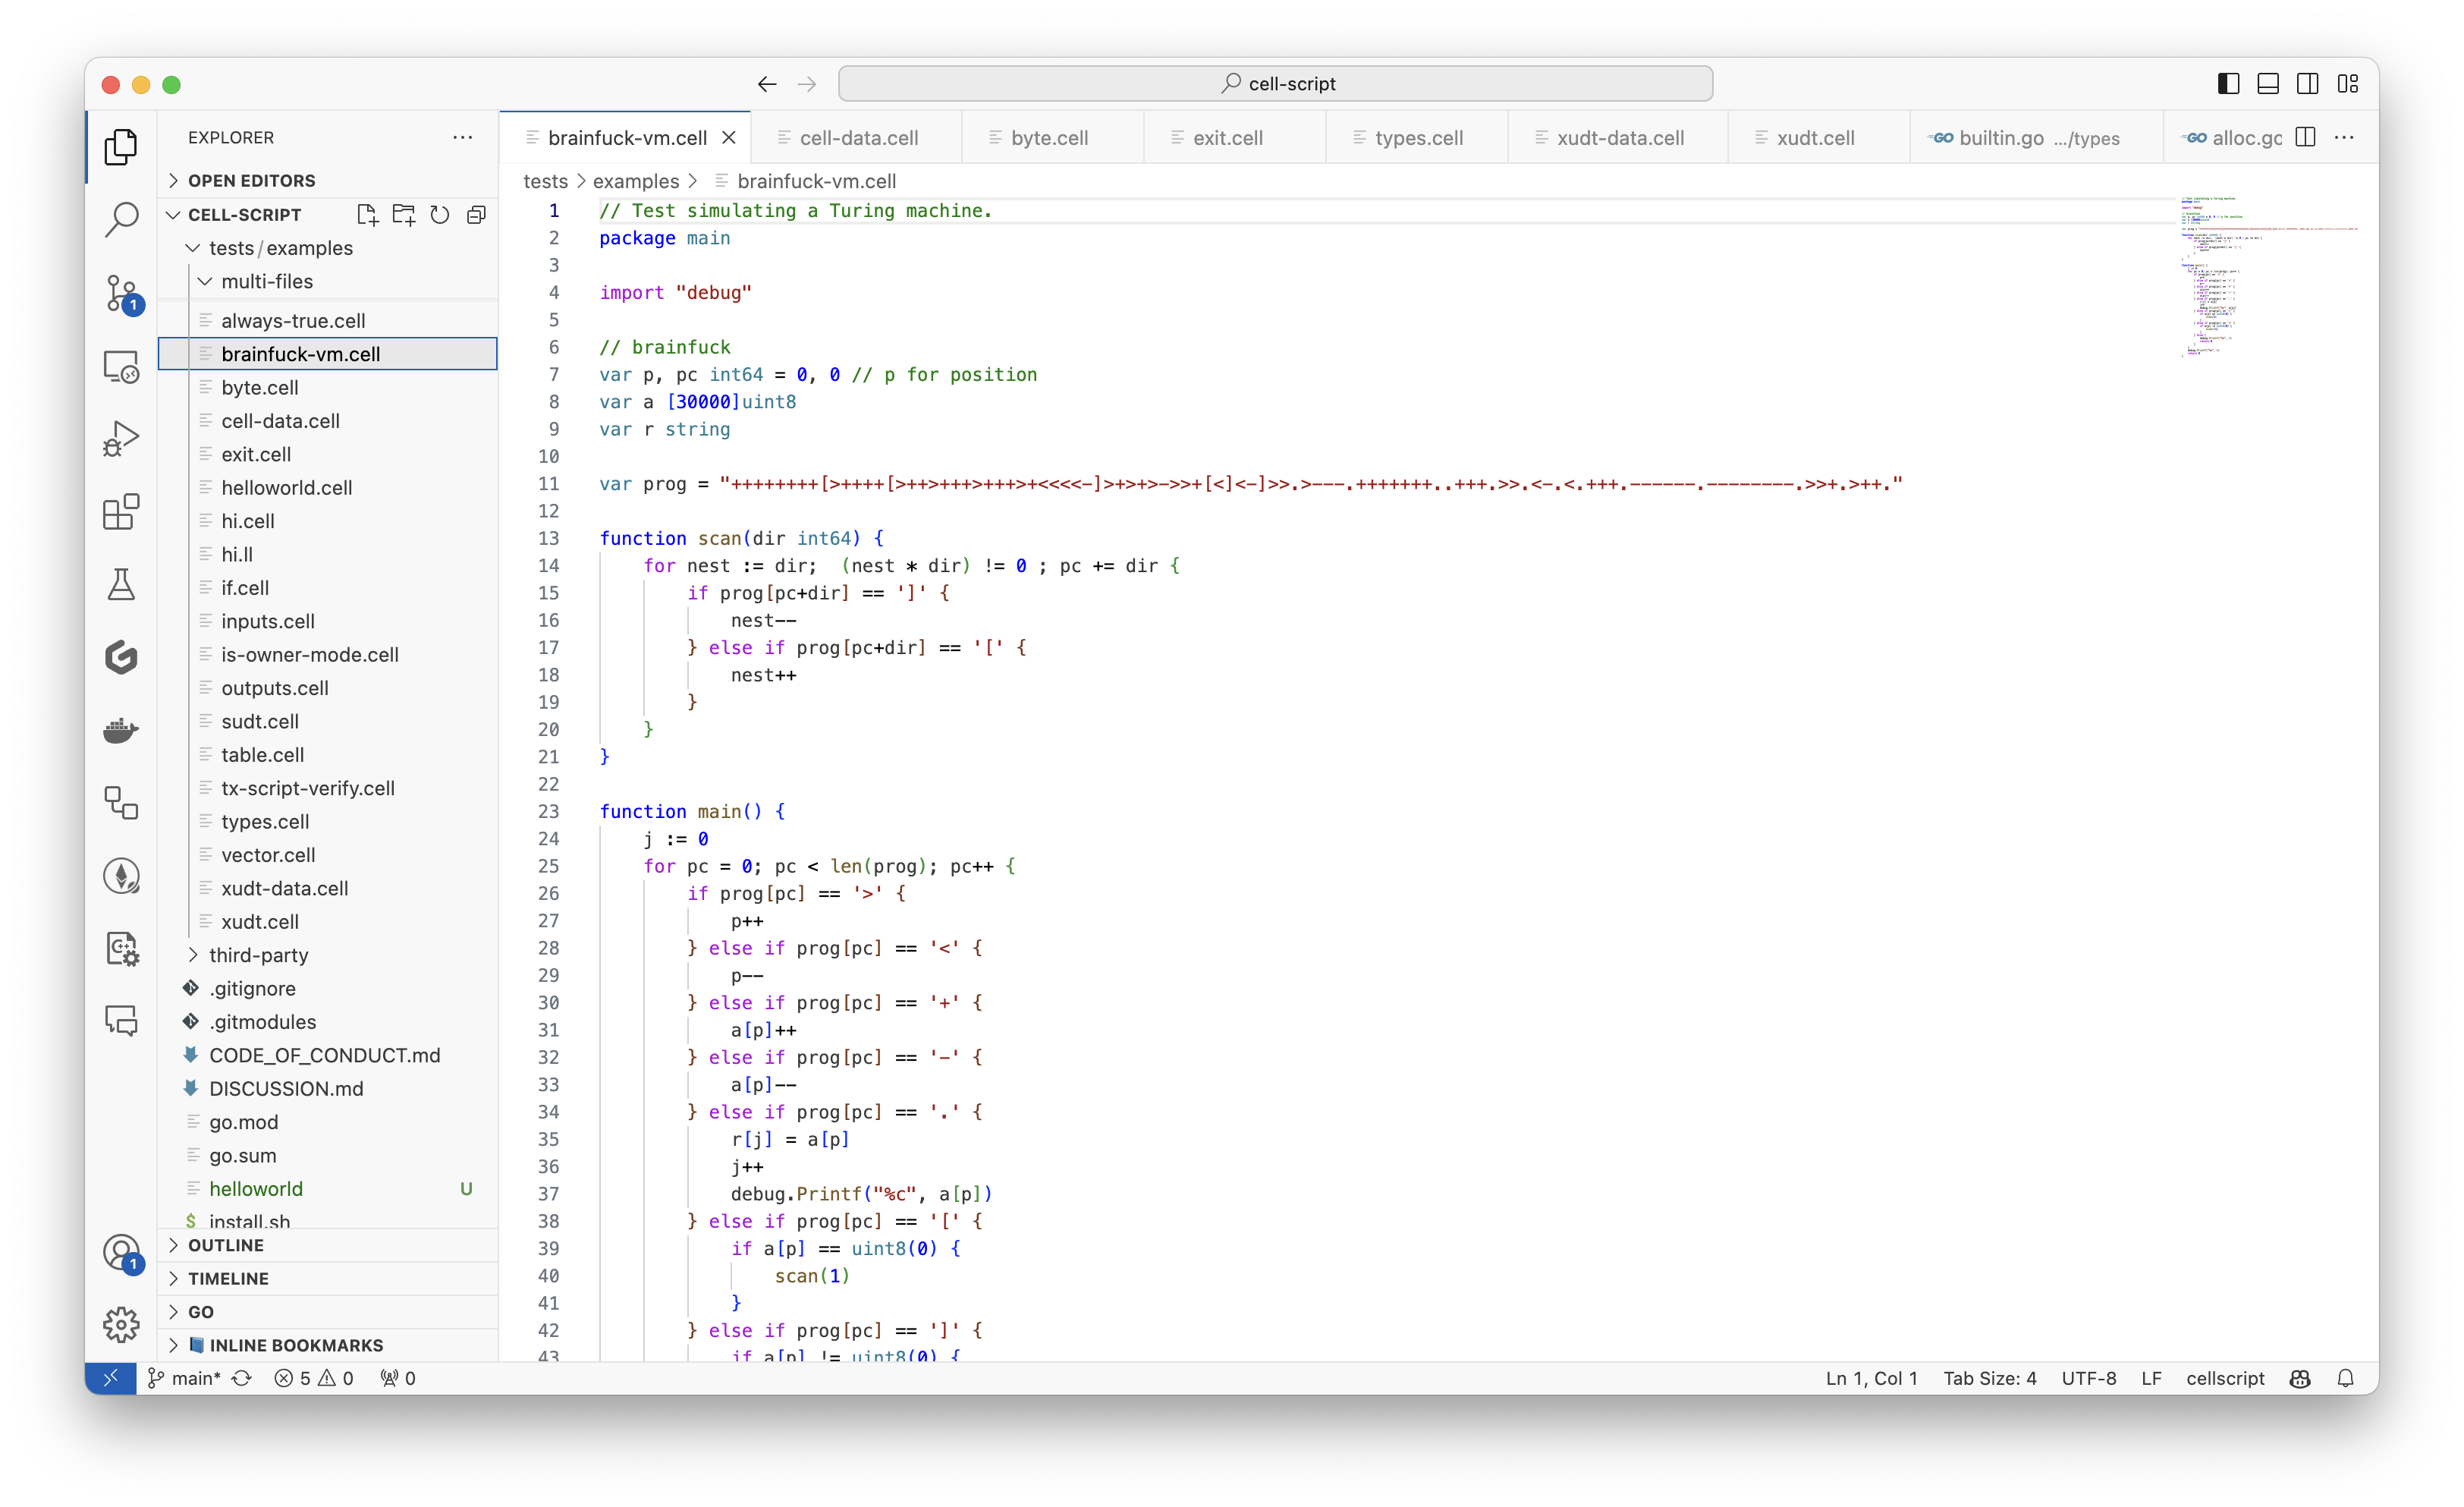 cell-script
EXPLORER
OPEN EDITORS
CELL-SCRIPT
tests/examples
multi-files
always-true.cell
brainfuck-vm.cell
byte.cell
cell-data.cell
exit.cell
helloworld.cell
hi.cell
hi.ll
if.cell
inputs.cell
is-owner-mode.cell
outputs.cell
sudt.cell
table.cell
tx-script-verify.cell
types.cell
vector.cell
xudt-data.cell
xudt.cell
third-party
.gitignore
.gitmodules
CODE_OF_CONDUCT.md
DISCUSSION.md
go.mod
go.sum
helloworld U
$ install.sh
OUTLINE
TIMELINE
GO
INLINE BOOKMARKS
1
1
brainfuck-vm.cell cell-data.cell byte.cell exit.cell types.cell xudt-data.cell xudt.cell GO builtin.go .../types GO alloc.go
tests > examples > brainfuck-vm.cell
1 // Test simulating a Turing machine.
2 package main
3
4 import "debug"
5
6 // brainfuck
7 var p, pc int64 = 0, 0 // p for position
8 var a [30000]uint8
9 var r string
10
11 var prog = "++++++++[>++++[>++>+++>+++>+<<<<-]>+>+>->>+[<]<-]>>.>---.+++++++..+++.>>.<-.<.+++.------.--------.>>+.>++."
12
13 function scan(dir int64) {
14 for nest := dir;  (nest * dir) != 0 ; pc += dir {
15 if prog[pc+dir] == ']' {
16 nest--
17 } else if prog[pc+dir] == '[' {
18 nest++
19 }
20 }
21 }
22
23 function main() {
24 j := 0
25 for pc = 0; pc < len(prog); pc++ {
26 if prog[pc] == '>' {
27 p++
28 } else if prog[pc] == '<' {
29 p--
30 } else if prog[pc] == '+' {
31 a[p]++
32 } else if prog[pc] == '-' {
33 a[p]--
34 } else if prog[pc] == '.' {
35 r[j] = a[p]
36 j++
37 debug.Printf("%c", a[p])
38 } else if prog[pc] == '[' {
39 if a[p] == uint8(0) {
40 scan(1)
41 }
42 } else if prog[pc] == ']' {
43 if a[p] != uint8(0) {
main* 5 0 0 Ln 1, Col 1 Tab Size: 4 UTF-8 LF cellscript